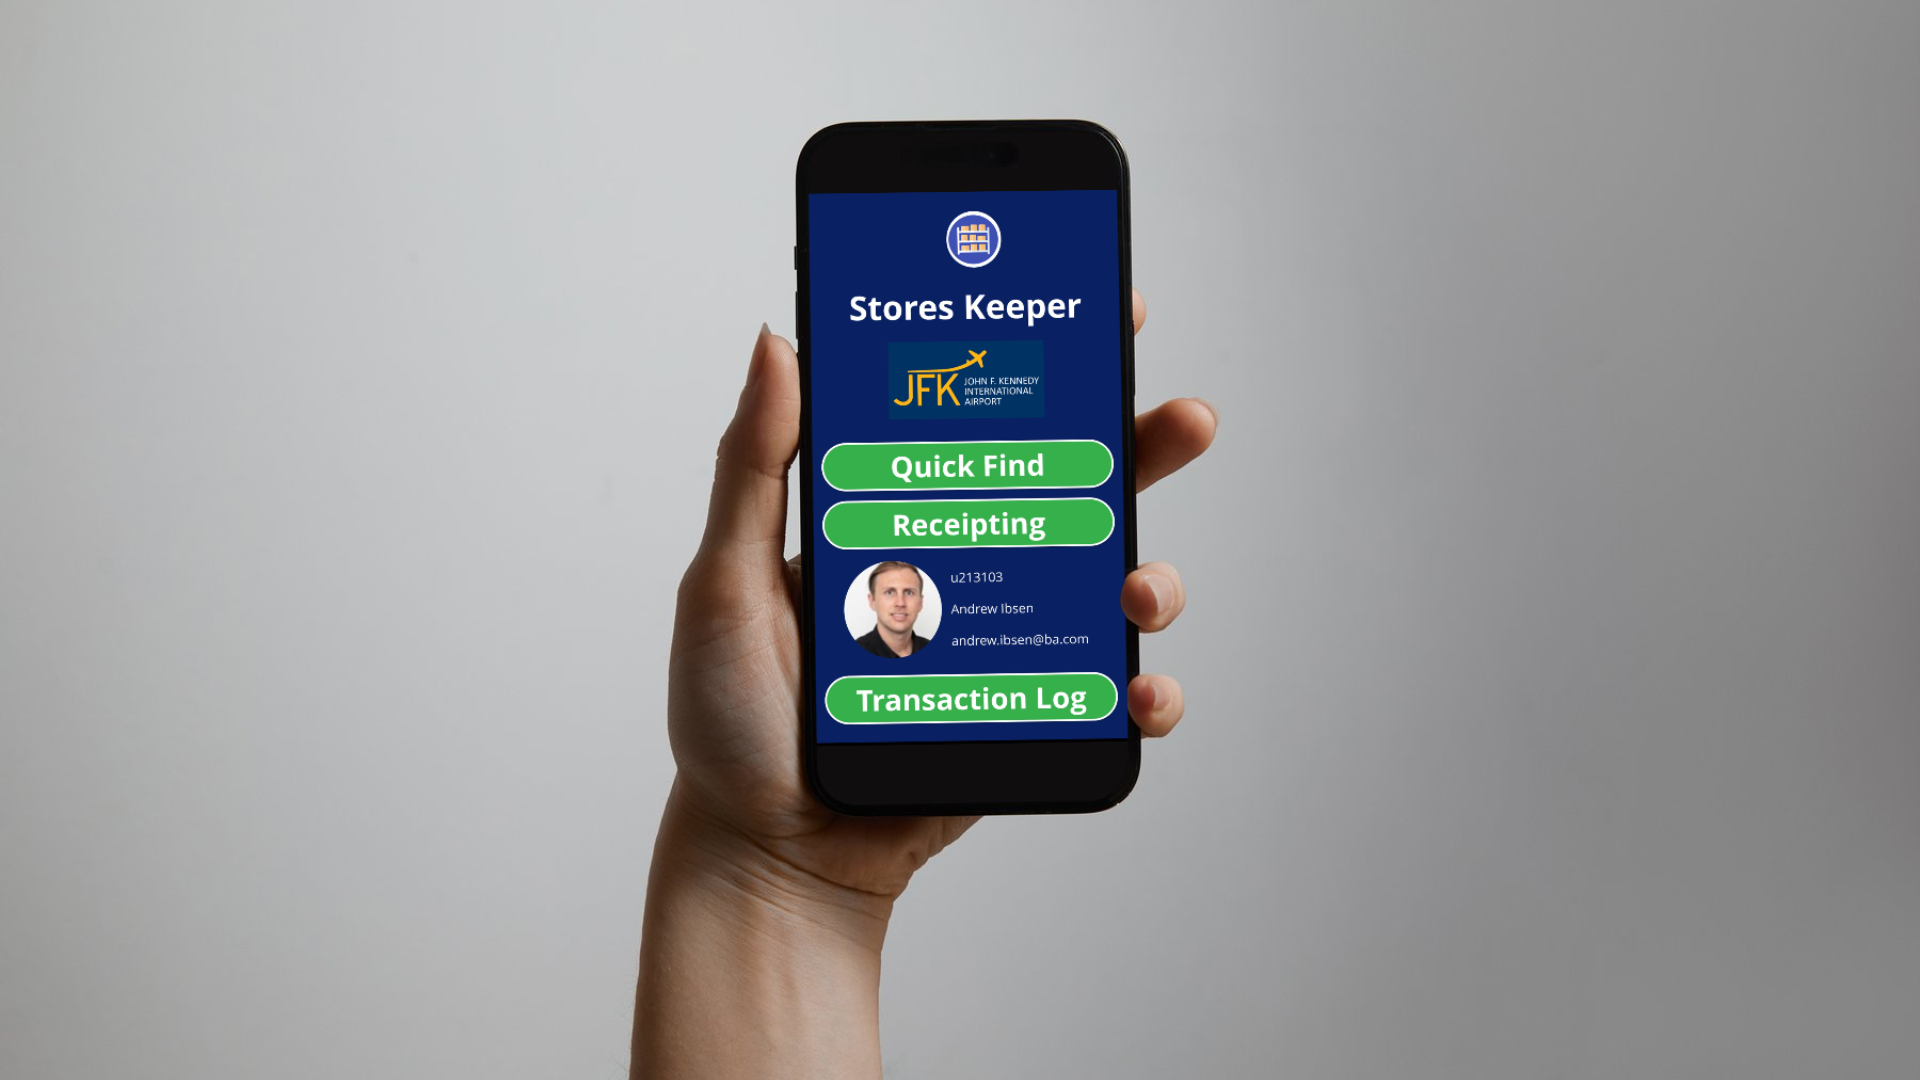 Stores Keeper
JFK
JOHN F. KENNEDY
INTERNATIONAL
AIRPORT
Quick Find
Receipting
u213103
Andrew Ibsen
andrew.ibsen@ba.com
Transaction Log